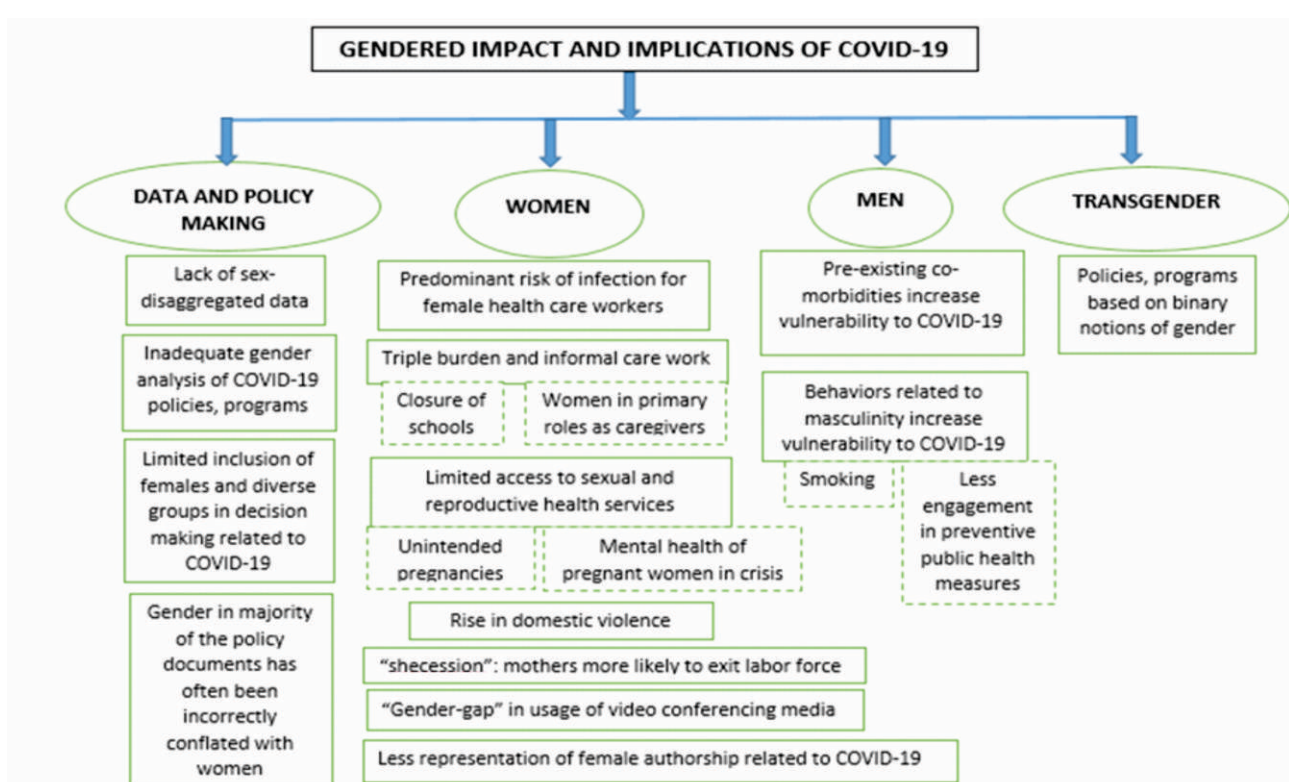 GENDERED IMPACT AND IMPLICATIONS OF COVID-19
DATA AND POLICY
MAKING
Lack of sex-
disaggregated data
Inadequate gender
analysis of COVID-19
policies, programs
Limited inclusion of
females and diverse
groups in decision
making related to
COVID-19
Gender in majority
of the policy
documents has
often been
incorrectly
conflated with
women
WOMEN
Predominant risk of infection for
female health care workers
Triple burden and informal care work
Closure of
schools
Women in primary
roles as caregivers
Limited access to sexual and
reproductive health services
Unintended
pregnancies
Mental health of
pregnant women in crisis
Rise in domestic violence
“shecession”: mothers more likely to exit labor force
“Gender-gap” in usage of video conferencing media
Less representation of female authorship related to COVID-19
MEN
Pre-existing co-
morbidities increase
vulnerability to COVID-19
Behaviors related to
masculinity increase
vulnerability to COVID-19
Smoking
Less
engagement
in preventive
public health
measures
TRANSGENDER
Policies, programs
based on binary
notions of gender